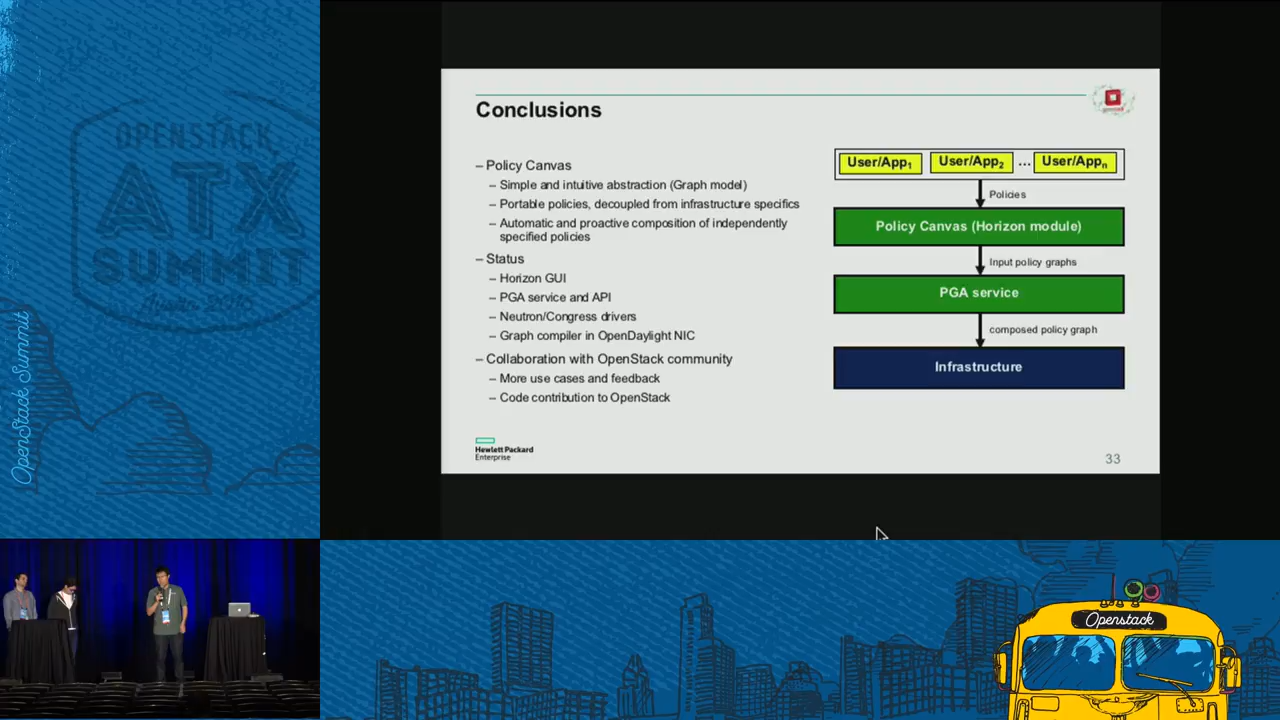 OPENSTACK
ATX
SUMMIT
OpenStack Summit
Conclusions
– Policy Canvas
– Simple and intuitive abstraction (Graph model)
– Portable policies, decoupled from infrastructure specifics
– Automatic and proactive composition of independently
specified policies
– Status
– Horizon GUI
– PGA service and API
– Neutron/Congress drivers
– Graph compiler in OpenDaylight NIC
– Collaboration with OpenStack community
– More use cases and feedback
– Code contribution to OpenStack
User/App1 User/App2 ... User/Appn
Policies
Policy Canvas (Horizon module)
Input policy graphs
PGA service
composed policy graph
Infrastructure
Hewlett Packard
Enterprise
33
Openstack